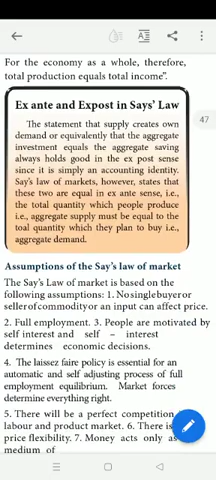 For the economy as a whole, therefore,
total production equals total income”.
Ex ante and Expost in Says’ Law
The statement that supply creates own
demand or equivalently that the aggregate
investment equals the aggregate saving
always holds good in the ex post sense
since it is simply an accounting identity.
Say’s law of markets, however, states that
these two are equal in ex ante sense, i.e.,
the total quantity which people produce
i.e., aggregate supply must be equal to the
toal quantity which they plan to buy i.e.,
aggregate demand.
47
Assumptions of the Say’s law of market
The Say’s Law of market is based on the
following assumptions: 1. No single buyer or
seller of commodity or an input can affect price.
2. Full employment. 3. People are motivated by
self interest and self – interest
determines economic decisions.
4. The laissez faire policy is essential for an
automatic and self adjusting process of full
employment equilibrium. Market forces
determine everything right.
5. There will be a perfect competition
labour and product market. 6. There is
price flexibility. 7. Money acts only as
medium of